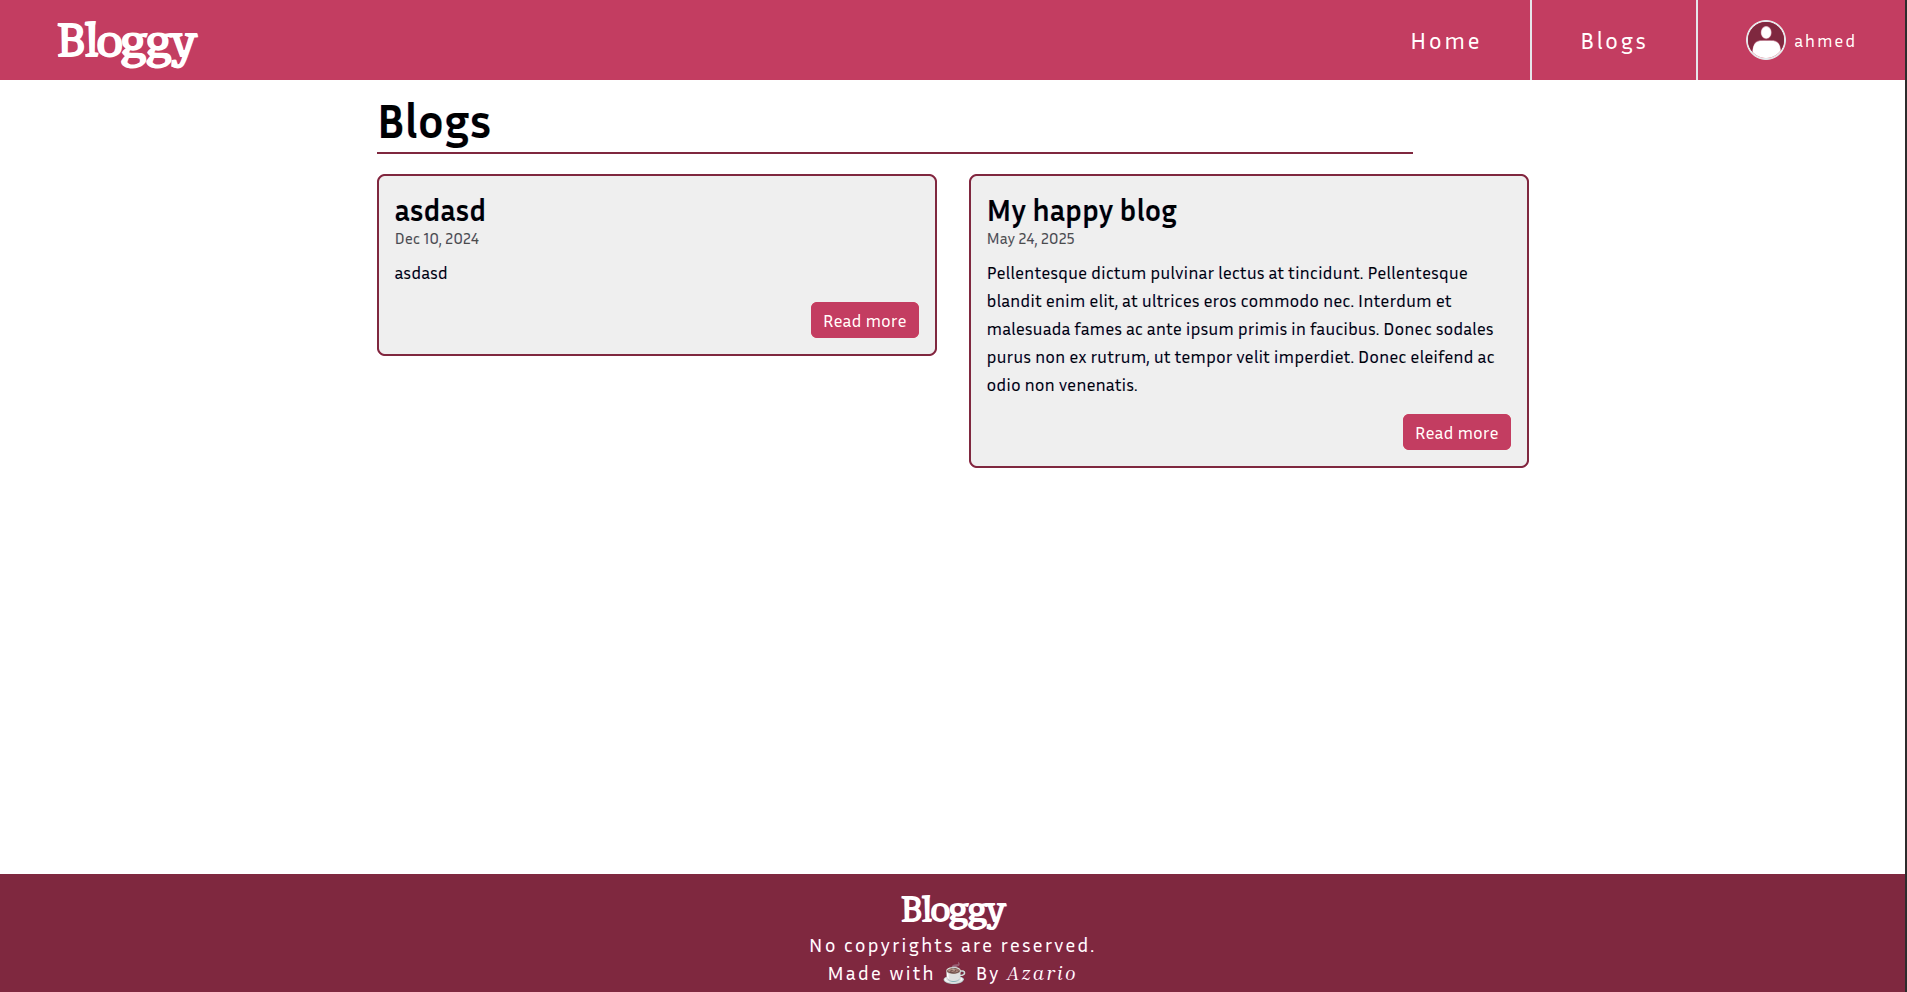 Bloggy
Home
Blogs
ahmed
Blogs
asdasd
Dec 10, 2024
asdasd
Read more
My happy blog
May 24, 2025
Pellentesque dictum pulvinar lectus at tincidunt. Pellentesque
blandit enim elit, at ultrices eros commodo nec. Interdum et
malesuada fames ac ante ipsum primis in faucibus. Donec sodales
purus non ex rutrum, ut tempor velit imperdiet. Donec eleifend ac
odio non venenatis.
Read more
Bloggy
No copyrights are reserved.
Made with ☕ By Azario